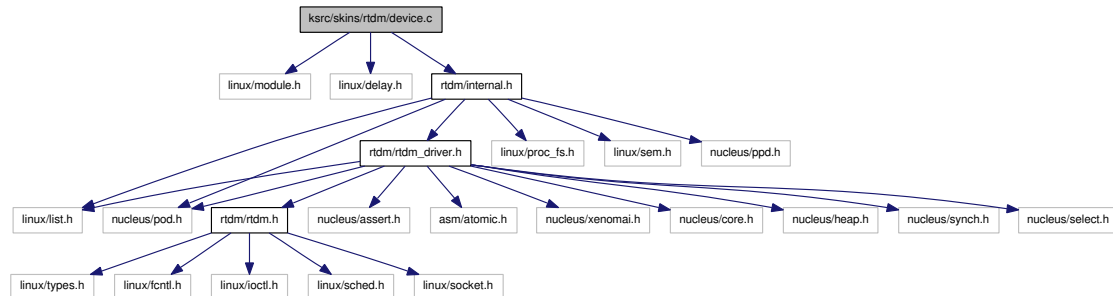 ksrc/skins/rtdm/device.c
linux/module.h
linux/delay.h
rtdm/internal.h
rtdm/rtdm_driver.h
linux/proc_fs.h
linux/sem.h
nucleus/ppd.h
linux/list.h
nucleus/pod.h
rtdm/rtdm.h
nucleus/assert.h
asm/atomic.h
nucleus/xenomai.h
nucleus/core.h
nucleus/heap.h
nucleus/synch.h
nucleus/select.h
linux/types.h
linux/fcntl.h
linux/ioctl.h
linux/sched.h
linux/socket.h